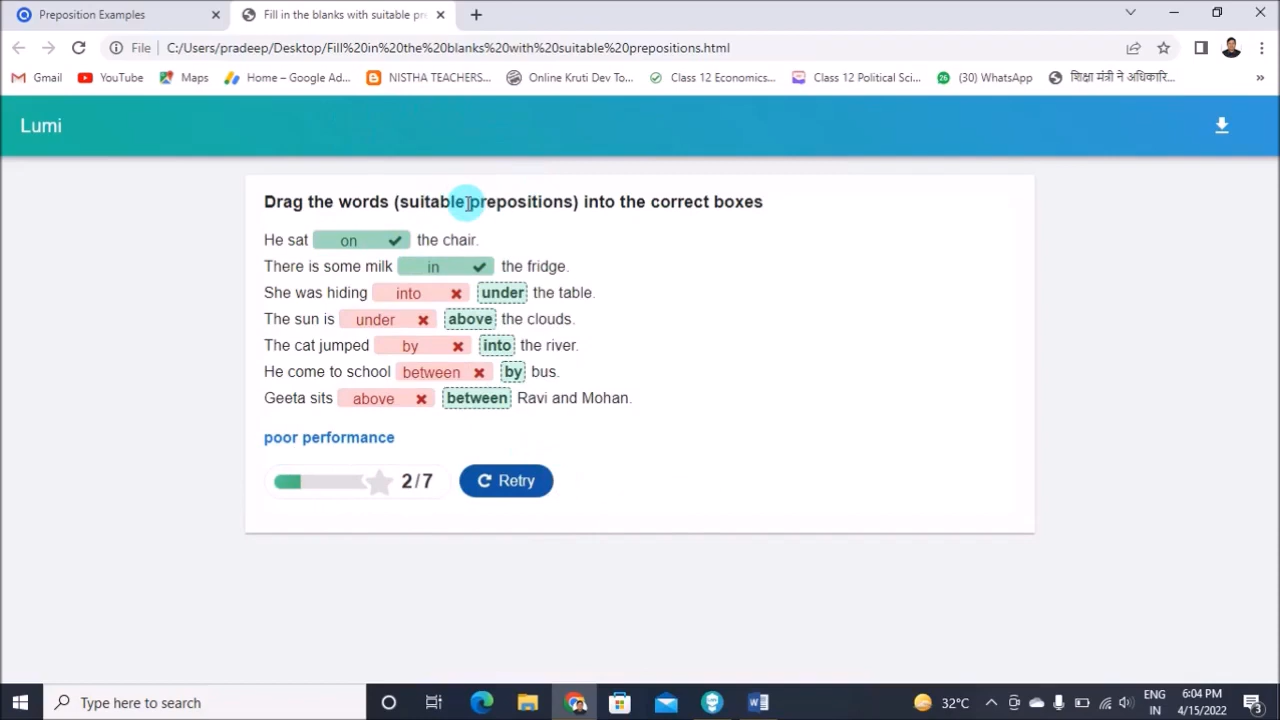 Preposition Examples
Fill in the blanks with suitable pre
File C:/Users/pradeep/Desktop/Fill%20in%20the%20blanks%20with%20suitable%20prepositions.html
Gmail YouTube Maps Home – Google Ad... NISTHA TEACHERS... Online Kruti Dev To... Class 12 Economics... Class 12 Political Sci... (30) WhatsApp शिक्षा मंत्री ने अधिकारि... »
Lumi
Drag the words (suitable prepositions) into the correct boxes
He sat on the chair.
There is some milk in the fridge.
She was hiding into under the table.
The sun is under above the clouds.
The cat jumped by into the river.
He come to school between by bus.
Geeta sits above between Ravi and Mohan.
poor performance
2/7 Retry
Type here to search 32°C ENG 6:04 PM
IN 4/15/2022 3